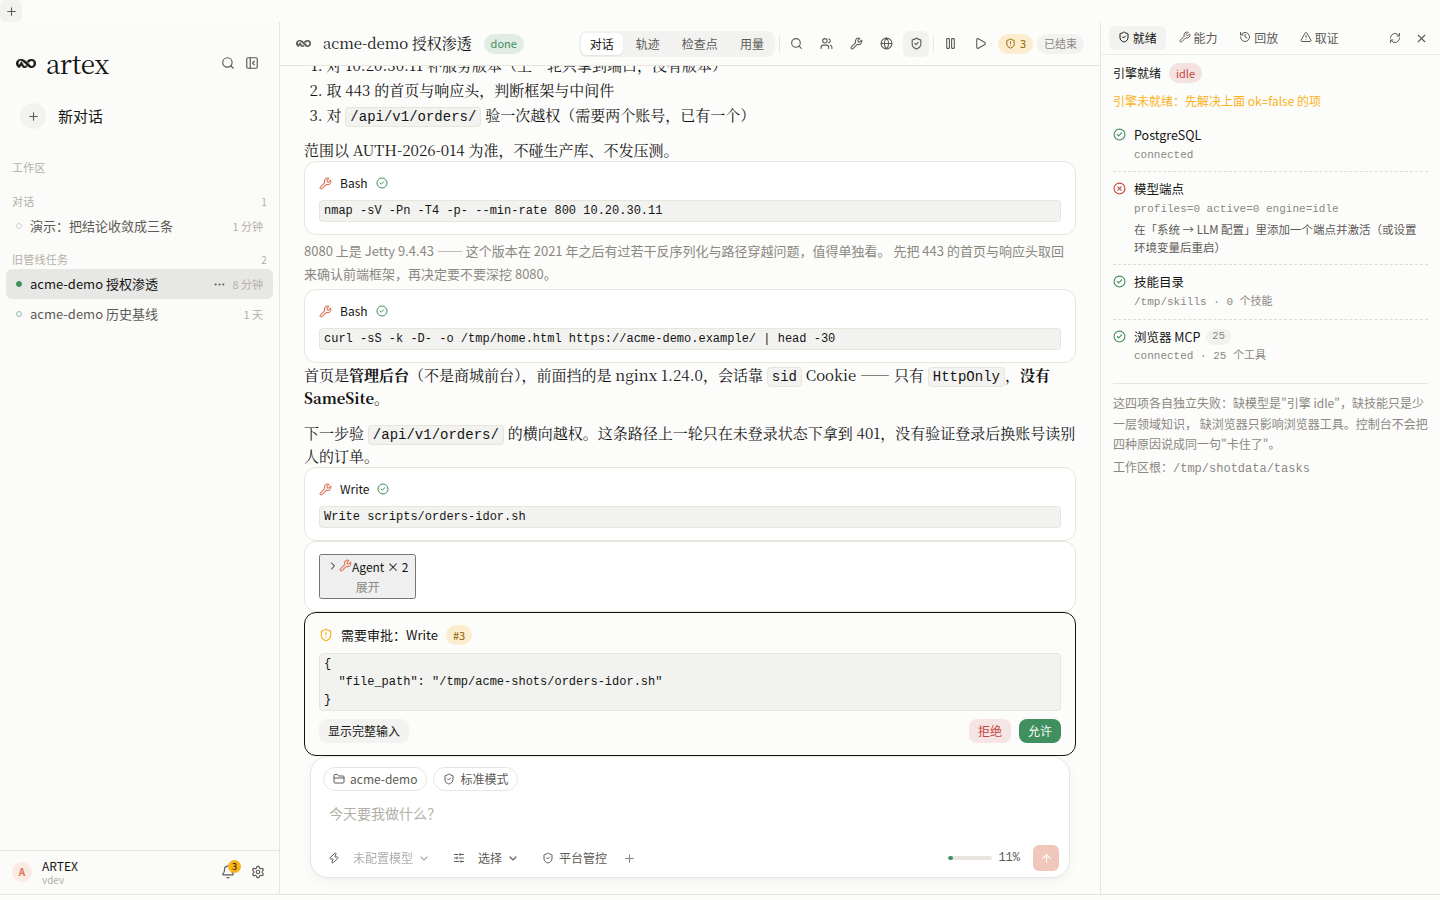 artex
新对话
工作区
对话 1
演示：把结论收敛成三条 1 分钟
旧管线任务 2
acme-demo 授权渗透 8 分钟
acme-demo 历史基线 1 天
A ARTEX
vdev
3
acme-demo 授权渗透 done
对话 轨迹 检查点 用量
3 已结束
1. 对 10.20.30.11 补服务版本（上一轮只拿到端口，没有版本）
2. 取 443 的首页与响应头，判断框架与中间件
3. 对 /api/v1/orders/ 验一次越权（需要两个账号，已有一个）
范围以 AUTH-2026-014 为准，不碰生产库、不发压测。
Bash
nmap -sV -Pn -T4 -p- --min-rate 800 10.20.30.11
8080 上是 Jetty 9.4.43 —— 这个版本在 2021 年之后有过若干反序列化与路径穿越问题，值得单独看。 先把 443 的首页与响应头取回
来确认前端框架，再决定要不要深挖 8080。
Bash
curl -sS -k -D- -o /tmp/home.html https://acme-demo.example/ | head -30
首页是管理后台（不是商城前台），前面挡的是 nginx 1.24.0，会话靠 sid Cookie —— 只有 HttpOnly，没有
SameSite。
下一步验 /api/v1/orders/ 的横向越权。这条路径上一轮只在未登录状态下拿到 401，没有验证登录后换账号读别
人的订单。
Write
Write scripts/orders-idor.sh
Agent × 2
展开
需要审批：Write #3
{
"file_path": "/tmp/acme-shots/orders-idor.sh"
}
显示完整输入 拒绝 允许
acme-demo 标准模式
今天要我做什么？
未配置模型 选择 平台管控 11%
就绪 能力 回放 取证
引擎就绪 idle
引擎未就绪：先解决上面 ok=false 的项
PostgreSQL
connected
模型端点
profiles=0 active=0 engine=idle
在「系统 → LLM 配置」里添加一个端点并激活（或设置
环境变量后重启）
技能目录
/tmp/skills · 0 个技能
浏览器 MCP 25
connected · 25 个工具
这四项各自独立失败：缺模型是"引擎 idle"，缺技能只是少
一层领域知识， 缺浏览器只影响浏览器工具。控制台不会把
四种原因说成同一句"卡住了"。
工作区根：/tmp/shotdata/tasks